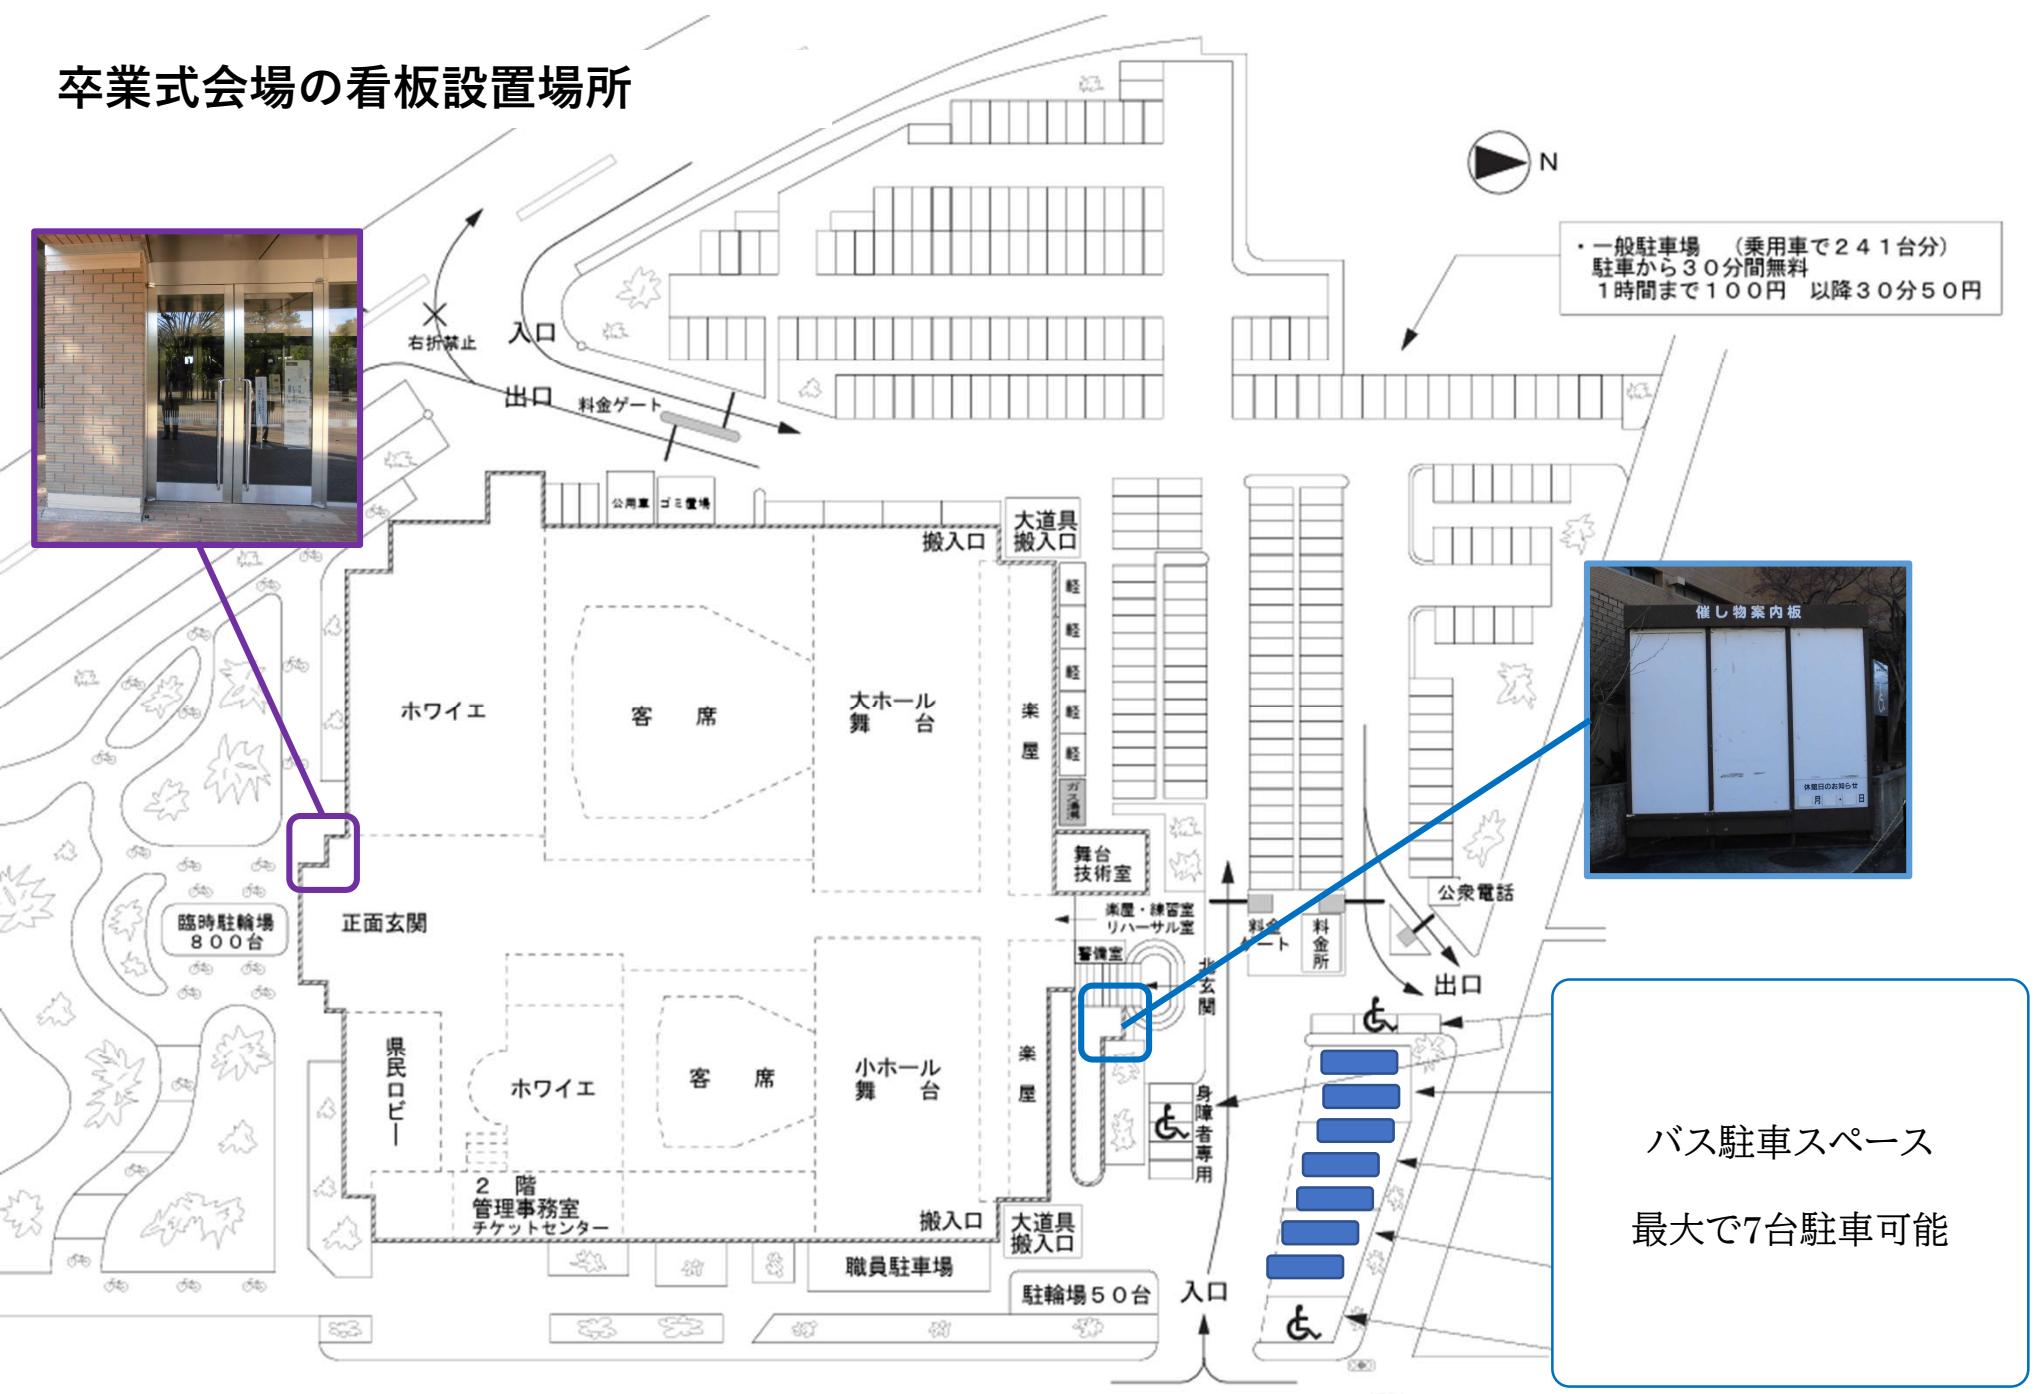 卒業式会場の看板設置場所
N
・一般駐車場　（乗用車で２４１台分）
駐車から３０分間無料
１時間まで１００円　以降３０分５０円
右折禁止
入口
出口
料金ゲート
公用車
ゴミ置場
搬入口
大道具
搬入口
軽
軽
軽
軽
軽
催し物案内板
休館日のお知らせ
月 ・ 日
ホワイエ
客　席
大ホール
舞　台
楽
屋
舞台
技術室
公衆電話
楽屋・練習室
リハーサル室
臨時駐輪場
８００台
正面玄関
料金
ゲート
料金所
警備室
北玄関
出口
県民ロビー
ホワイエ
客　席
小ホール
舞　台
楽
屋
身障者専用
バス駐車スペース
最大で7台駐車可能
２　階
管理事務室
チケットセンター
搬入口
大道具
搬入口
職員駐車場
駐輪場５０台
入口